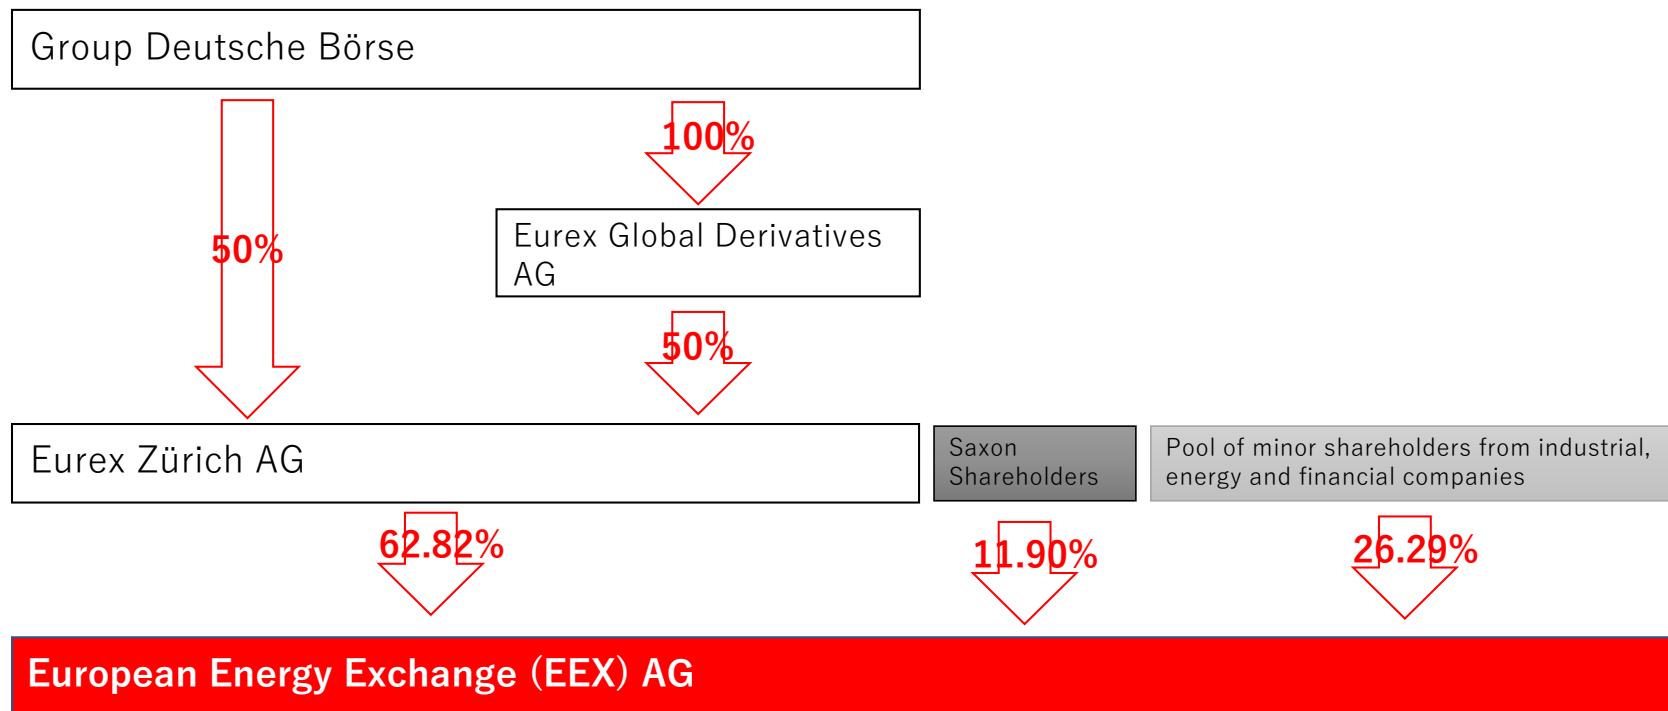 Group Deutsche Börse
100%
50%
Eurex Global Derivatives
AG
50%
Eurex Zürich AG
Saxon
Shareholders
Pool of minor shareholders from industrial,
energy and financial companies
62.82%
11.90%
26.29%
European Energy Exchange (EEX) AG